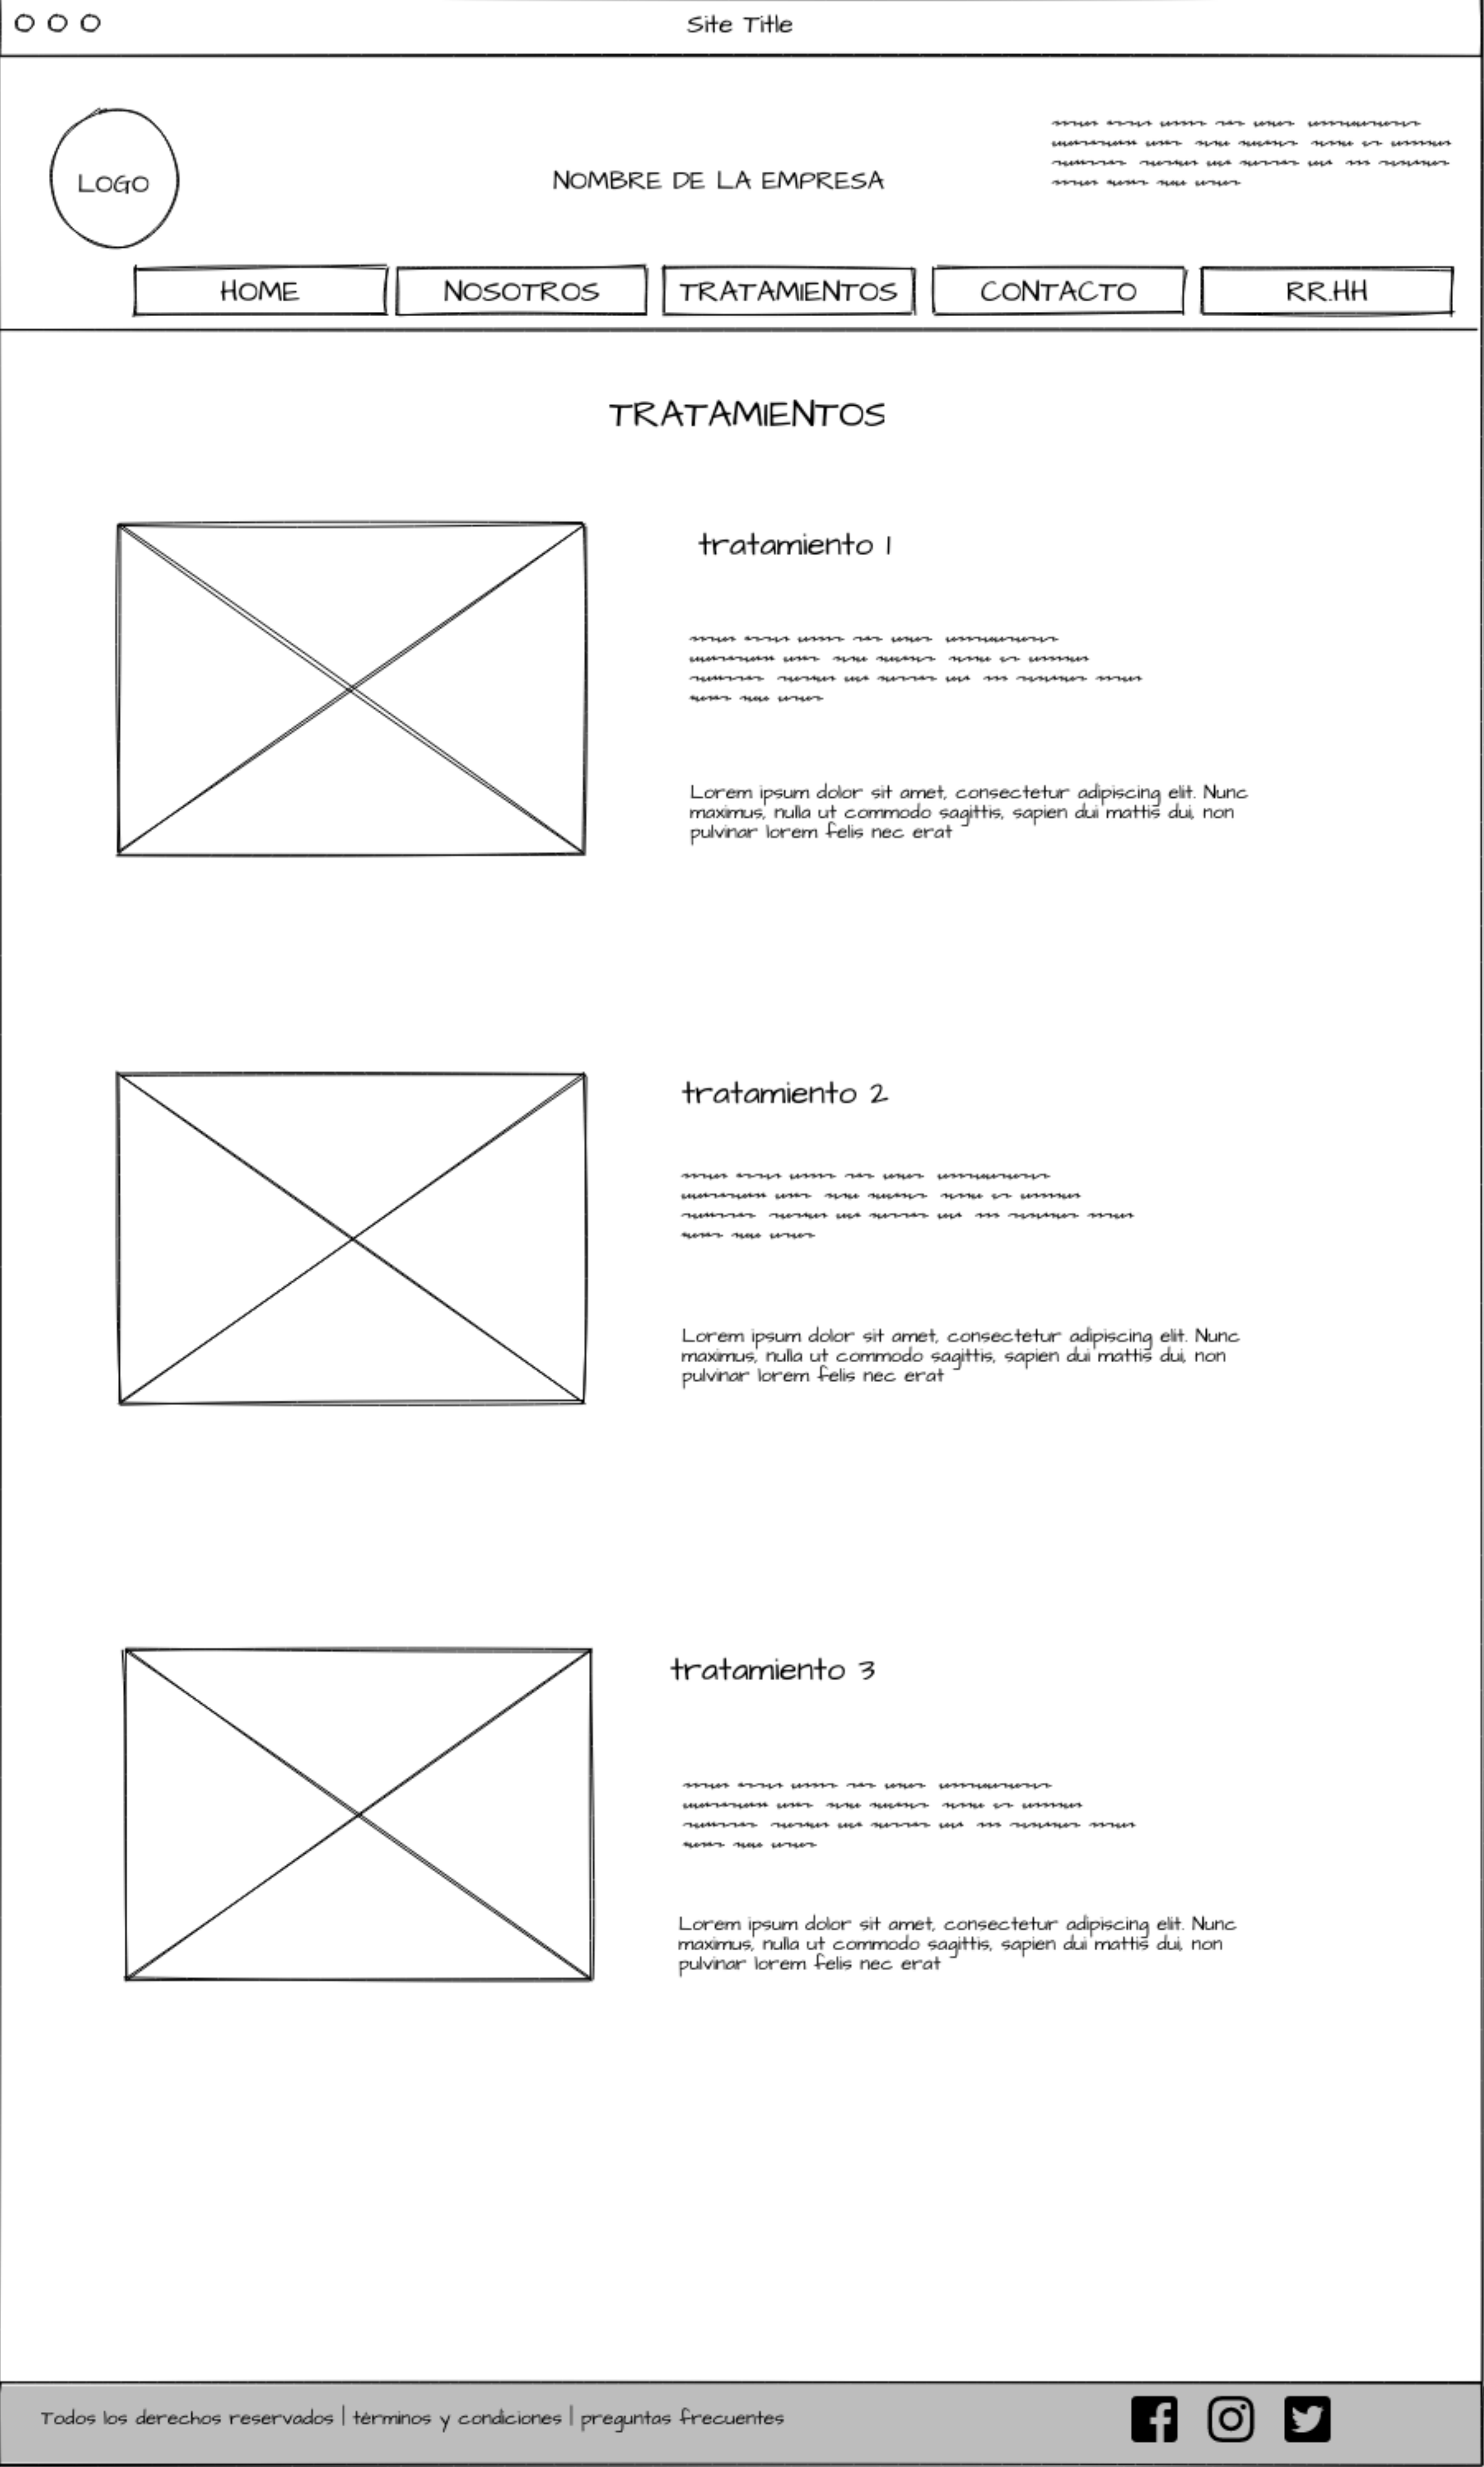 Site Title
LOGO
NOMBRE DE LA EMPRESA
HOME
NOSOTROS
TRATAMIENTOS
CONTACTO
RR.HH
TRATAMIENTOS
tratamiento 1
Lorem ipsum dolor sit amet, consectetur adipiscing elit. Nunc
maximus, nulla ut commodo sagittis, sapien dui mattis dui, non
pulvinar lorem felis nec erat
tratamiento 2
Lorem ipsum dolor sit amet, consectetur adipiscing elit. Nunc
maximus, nulla ut commodo sagittis, sapien dui mattis dui, non
pulvinar lorem felis nec erat
tratamiento 3
Lorem ipsum dolor sit amet, consectetur adipiscing elit. Nunc
maximus, nulla ut commodo sagittis, sapien dui mattis dui, non
pulvinar lorem felis nec erat
Todos los derechos reservados | términos y condiciones | preguntas frecuentes